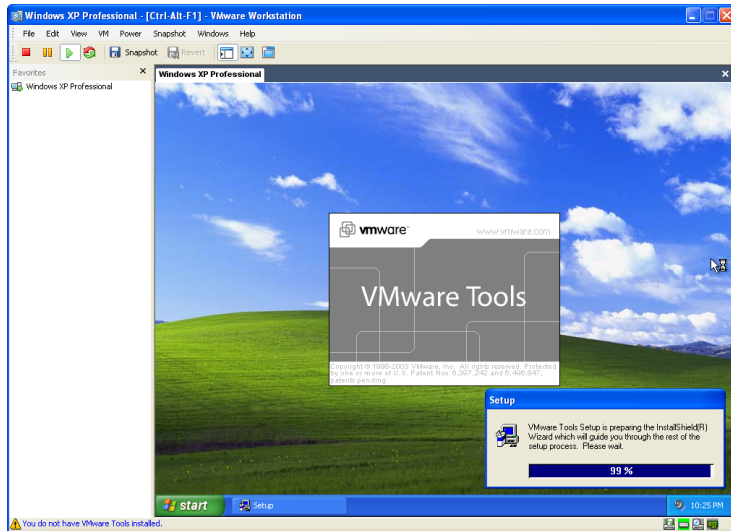 Windows XP Professional - [Ctrl-Alt-F1] - VMware Workstation
File Edit View VM Power Snapshot Windows Help
Snapshot Revert
Favorites
Windows XP Professional
Windows XP Professional
vmware
www.vmware.com
VMware Tools
Copyright © 1998-2003 VMware, Inc. All rights reserved. Protected
by one or more of U. S. Patent Nos. 6,397,242 and 6,496,847;
patents pending.
Setup
VMware Tools Setup is preparing the InstallShield(R)
Wizard which will guide you through the rest of the
setup process. Please wait.
99 %
start
Setup
10:25 PM
You do not have VMware Tools installed.